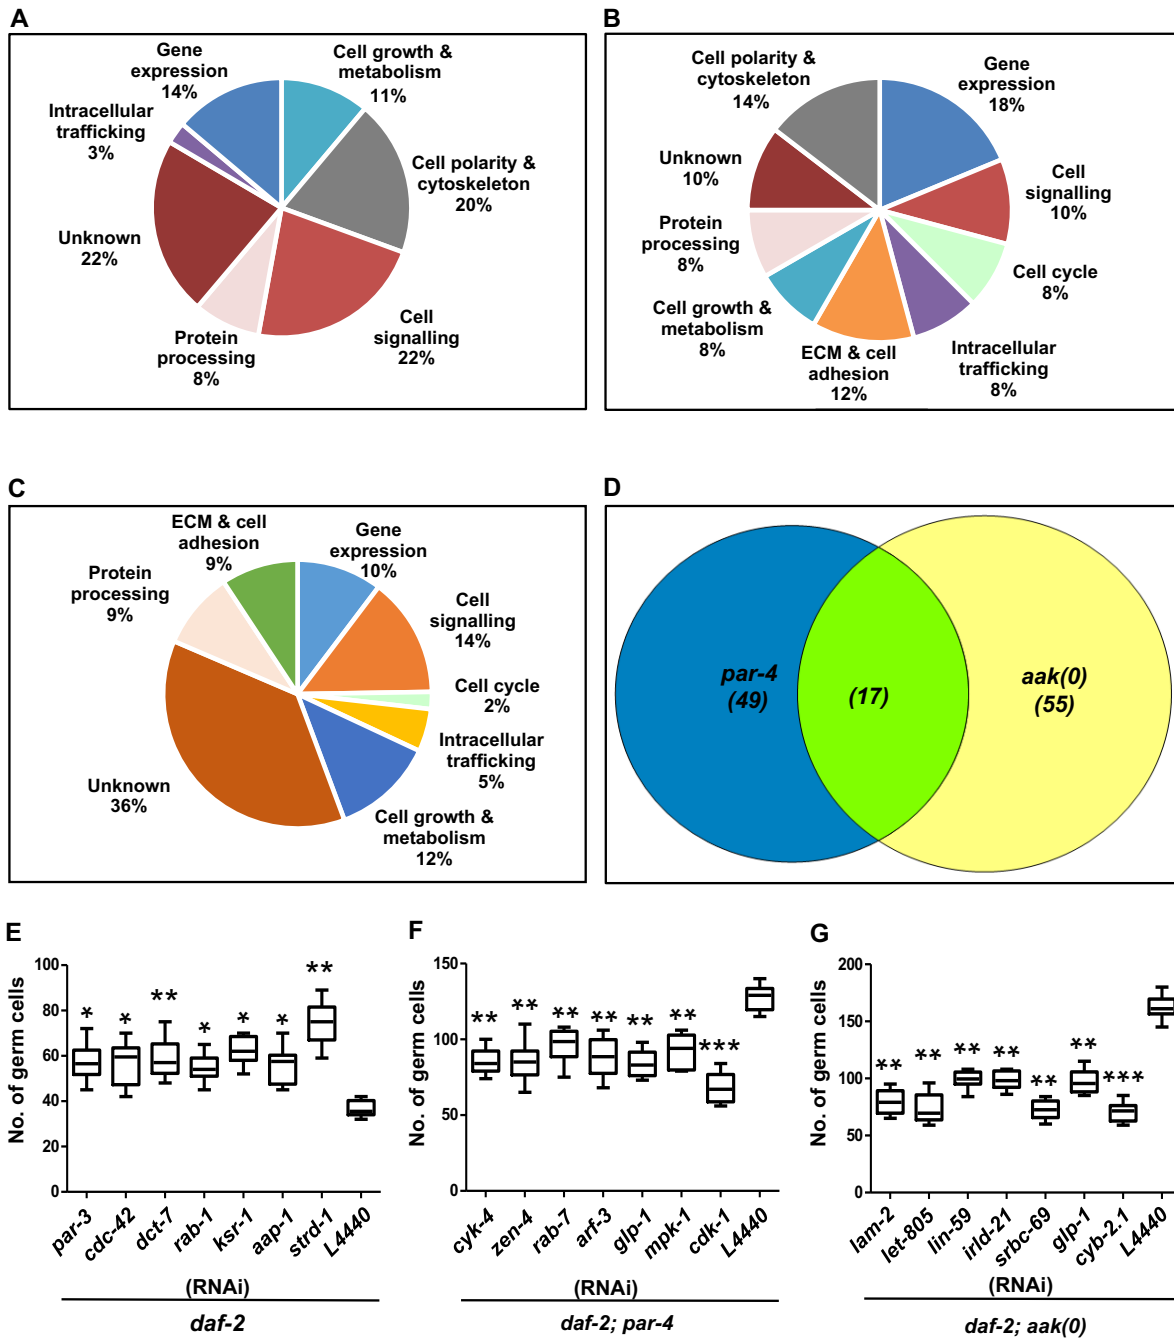 A
Gene
expression
14%
Cell growth &
metabolism
11%
Intracellular
trafficking
3%
Cell polarity &
cytoskeleton
20%
Unknown
22%
Cell
signalling
22%
Protein
processing
8%
B
Cell polarity &
cytoskeleton
14%
Gene
expression
18%
Unknown
10%
Cell
signalling
10%
Protein
processing
8%
Cell cycle
8%
Cell growth &
metabolism
8%
ECM & cell
adhesion
12%
Intracellular
trafficking
8%
C
ECM & cell
adhesion
9%
Gene
expression
10%
Protein
processing
9%
Cell
signalling
14%
Cell cycle
2%
Intracellular
trafficking
5%
Unknown
36%
Cell growth &
metabolism
12%
D
par-4
(49)
(17)
aak(0)
(55)
E
No. of germ cells
100
80
60
40
20
0
* * ** * * * **
par-3 cdc-42 dct-7 rab-1 ksr-1 aap-1 strd-1 L4440
(RNAi)
daf-2
F
No. of germ cells
150
100
50
0
** ** ** ** ** ** ***
cyk-4 zen-4 rab-7 arf-3 glp-1 mpk-1 cdk-1 L4440
(RNAi)
daf-2; par-4
G
No. of germ cells
200
150
100
50
0
** ** ** ** ** ** ***
lam-2 let-805 lin-59 irld-21 srbc-69 glp-1 cyb-2.1 L4440
(RNAi)
daf-2; aak(0)